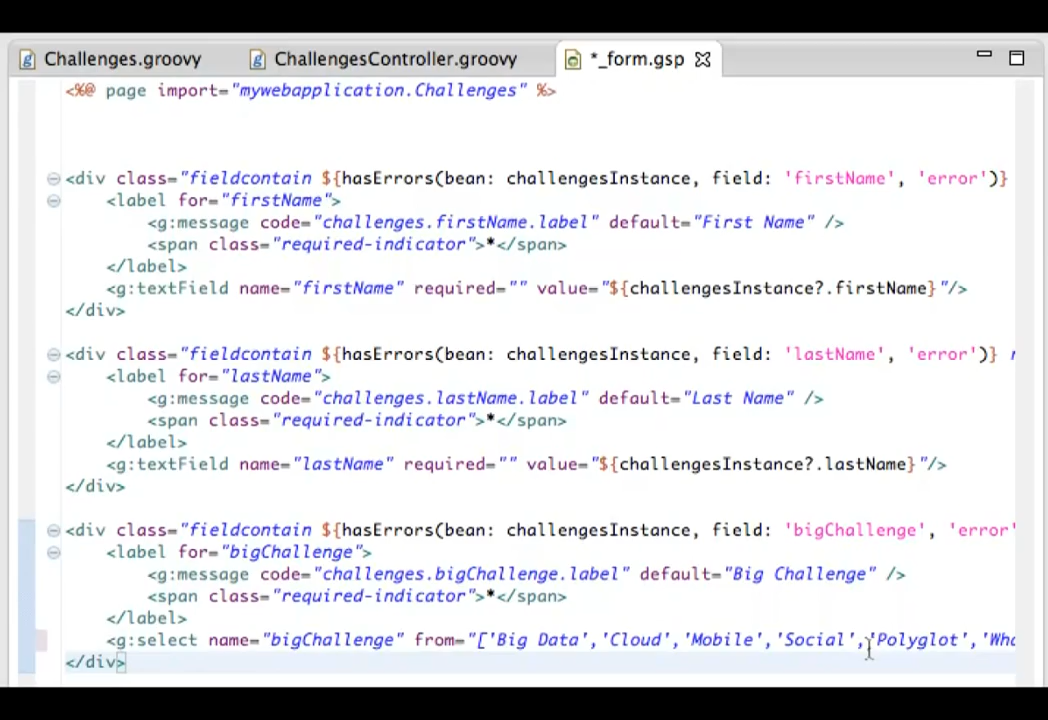 Challenges.groovy
ChallengesController.groovy
*_form.gsp
<%@ page import="mywebapplication.Challenges" %>
<div class="fieldcontain ${hasErrors(bean: challengesInstance, field: 'firstName', 'error')}
<label for="firstName">
<g:message code="challenges.firstName.label" default="First Name" />
<span class="required-indicator">*</span>
</label>
<g:textField name="firstName" required="" value="${challengesInstance?.firstName}"/>
</div>
<div class="fieldcontain ${hasErrors(bean: challengesInstance, field: 'lastName', 'error')}
<label for="lastName">
<g:message code="challenges.lastName.label" default="Last Name" />
<span class="required-indicator">*</span>
</label>
<g:textField name="lastName" required="" value="${challengesInstance?.lastName}"/>
</div>
<div class="fieldcontain ${hasErrors(bean: challengesInstance, field: 'bigChallenge', 'error'
<label for="bigChallenge">
<g:message code="challenges.bigChallenge.label" default="Big Challenge" />
<span class="required-indicator">*</span>
</label>
<g:select name="bigChallenge" from="['Big Data','Cloud','Mobile','Social','Polyglot',
</div>